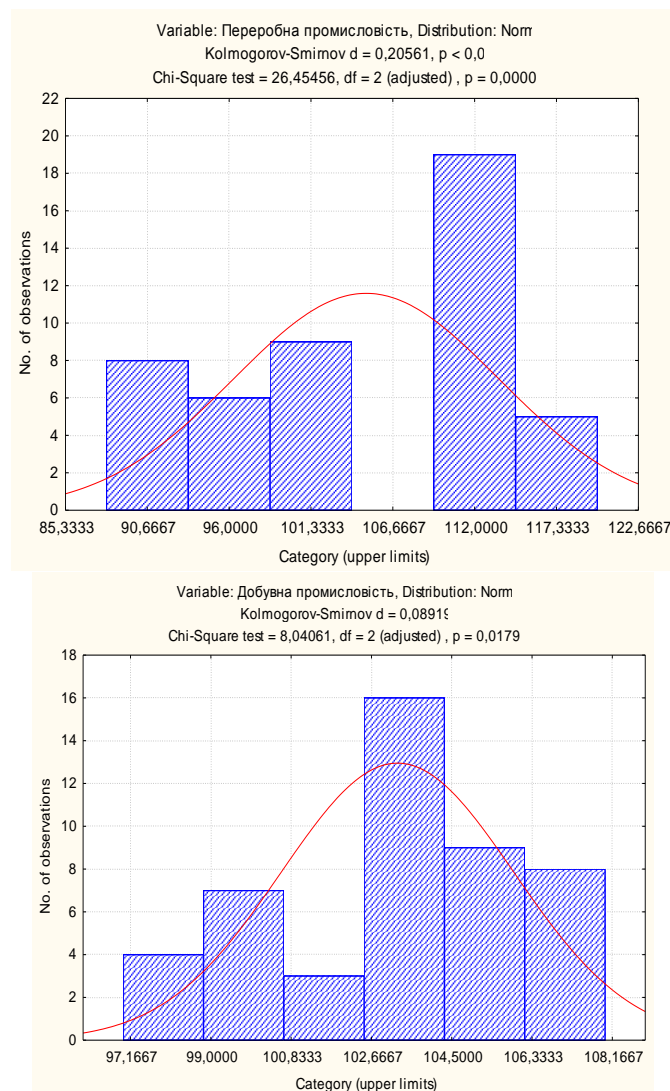 Variable: Переробна промисловість, Distribution: Norm
Kolmogorov-Smirnov d = 0,20561, p < 0,0
Chi-Square test = 26,45456, df = 2 (adjusted) , p = 0,0000
22
20
18
16
14
12
10
8
6
4
2
0
No. of observations
85,3333 90,6667 96,0000 101,3333 106,6667 112,0000 117,3333 122,6667
Category (upper limits)
Variable: Добувна промисловість, Distribution: Norm
Kolmogorov-Smirnov d = 0,08919
Chi-Square test = 8,04061, df = 2 (adjusted) , p = 0,0179
18
16
14
12
10
8
6
4
2
0
No. of observations
97,1667 99,0000 100,8333 102,6667 104,5000 106,3333 108,1667
Category (upper limits)